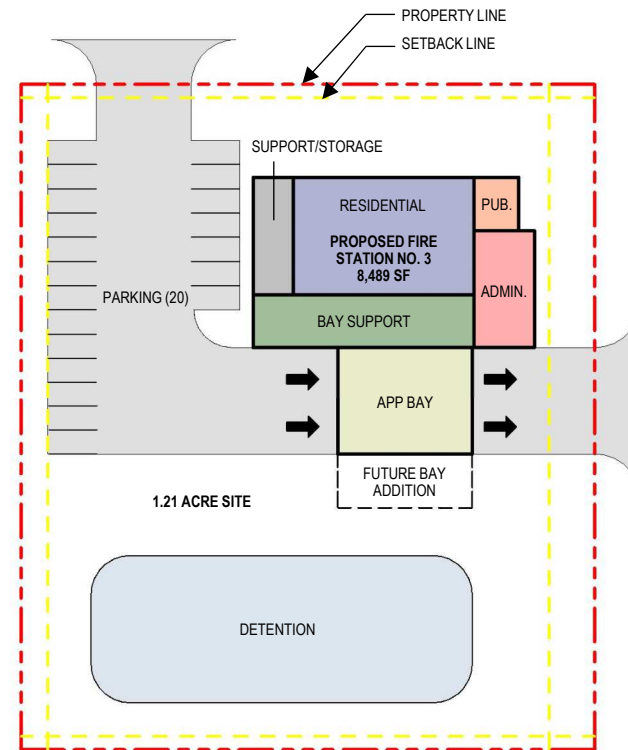 PROPERTY LINE
SETBACK LINE
SUPPORT/STORAGE
RESIDENTIAL
PUB.
PROPOSED FIRE
STATION NO. 3
8,489 SF
ADMIN.
PARKING (20)
BAY SUPPORT
APP BAY
FUTURE BAY
ADDITION
1.21 ACRE SITE
DETENTION